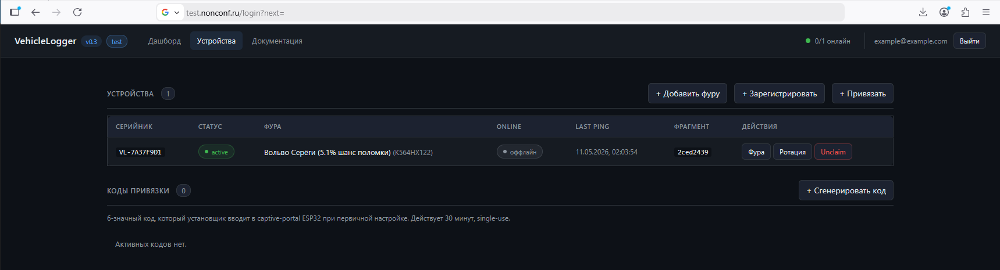 test.nonconf.ru/login?next=
VehicleLogger v0.3 test Дашборд Устройства Документация 0/1 онлайн example@example.com Выйти
УСТРОЙСТВА 1 + Добавить фуру + Зарегистрировать + Привязать
СЕРИЙНИК СТАТУС ФУРА ONLINE LAST PING ФРАГМЕНТ ДЕЙСТВИЯ
VL-7A37F9D1 active Вольво Серёги (5.1% шанс поломки) (К564НХ122) оффлайн 11.05.2026, 02:03:54 2ced2439 Фура Ротация Unclaim
КОДЫ ПРИВЯЗКИ 0 + Сгенерировать код
6-значный код, который установщик вводит в captive-portal ESP32 при первичной настройке. Действует 30 минут, single-use.
Активных кодов нет.